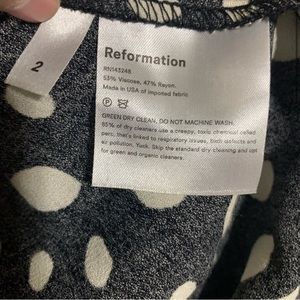 2
Reformation
RN143248
53% Viscose, 47% Rayon.
Made in USA of imported fabric
GREEN DRY CLEAN, DO NOT MACHINE WASH.
85% of dry cleaners use a creepy, toxic chemical called
perc, that's linked to respiratory issues, birth defects and
air pollution. Yuck. Skip the standard dry cleaning and opt
for green and organic cleaners.